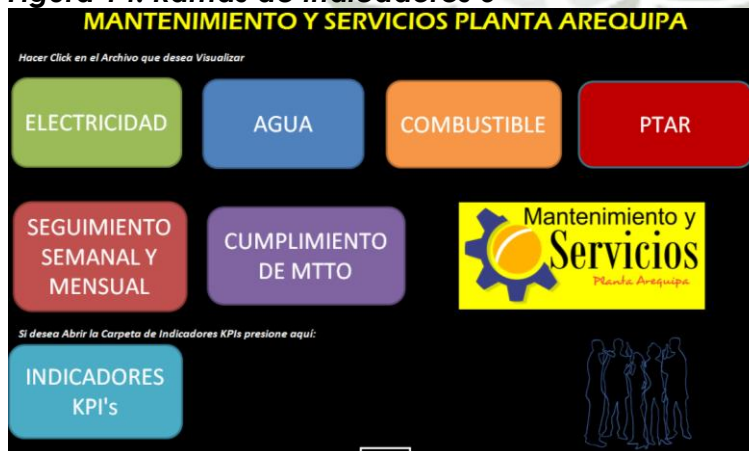 MANTENIMIENTO Y SERVICIOS PLANTA AREQUIPA
Hacer Click en el Archivo que desea Visualizar
ELECTRICIDAD
AGUA
COMBUSTIBLE
PTAR
SEGUIMIENTO
SEMANAL Y
MENSUAL
CUMPLIMIENTO
DE MTTO
Mantenimiento y
Servicios
Planta Arequipa
Si desea Abrir la Carpeta de Indicadores KPIs presione aquí:
INDICADORES
KPI's